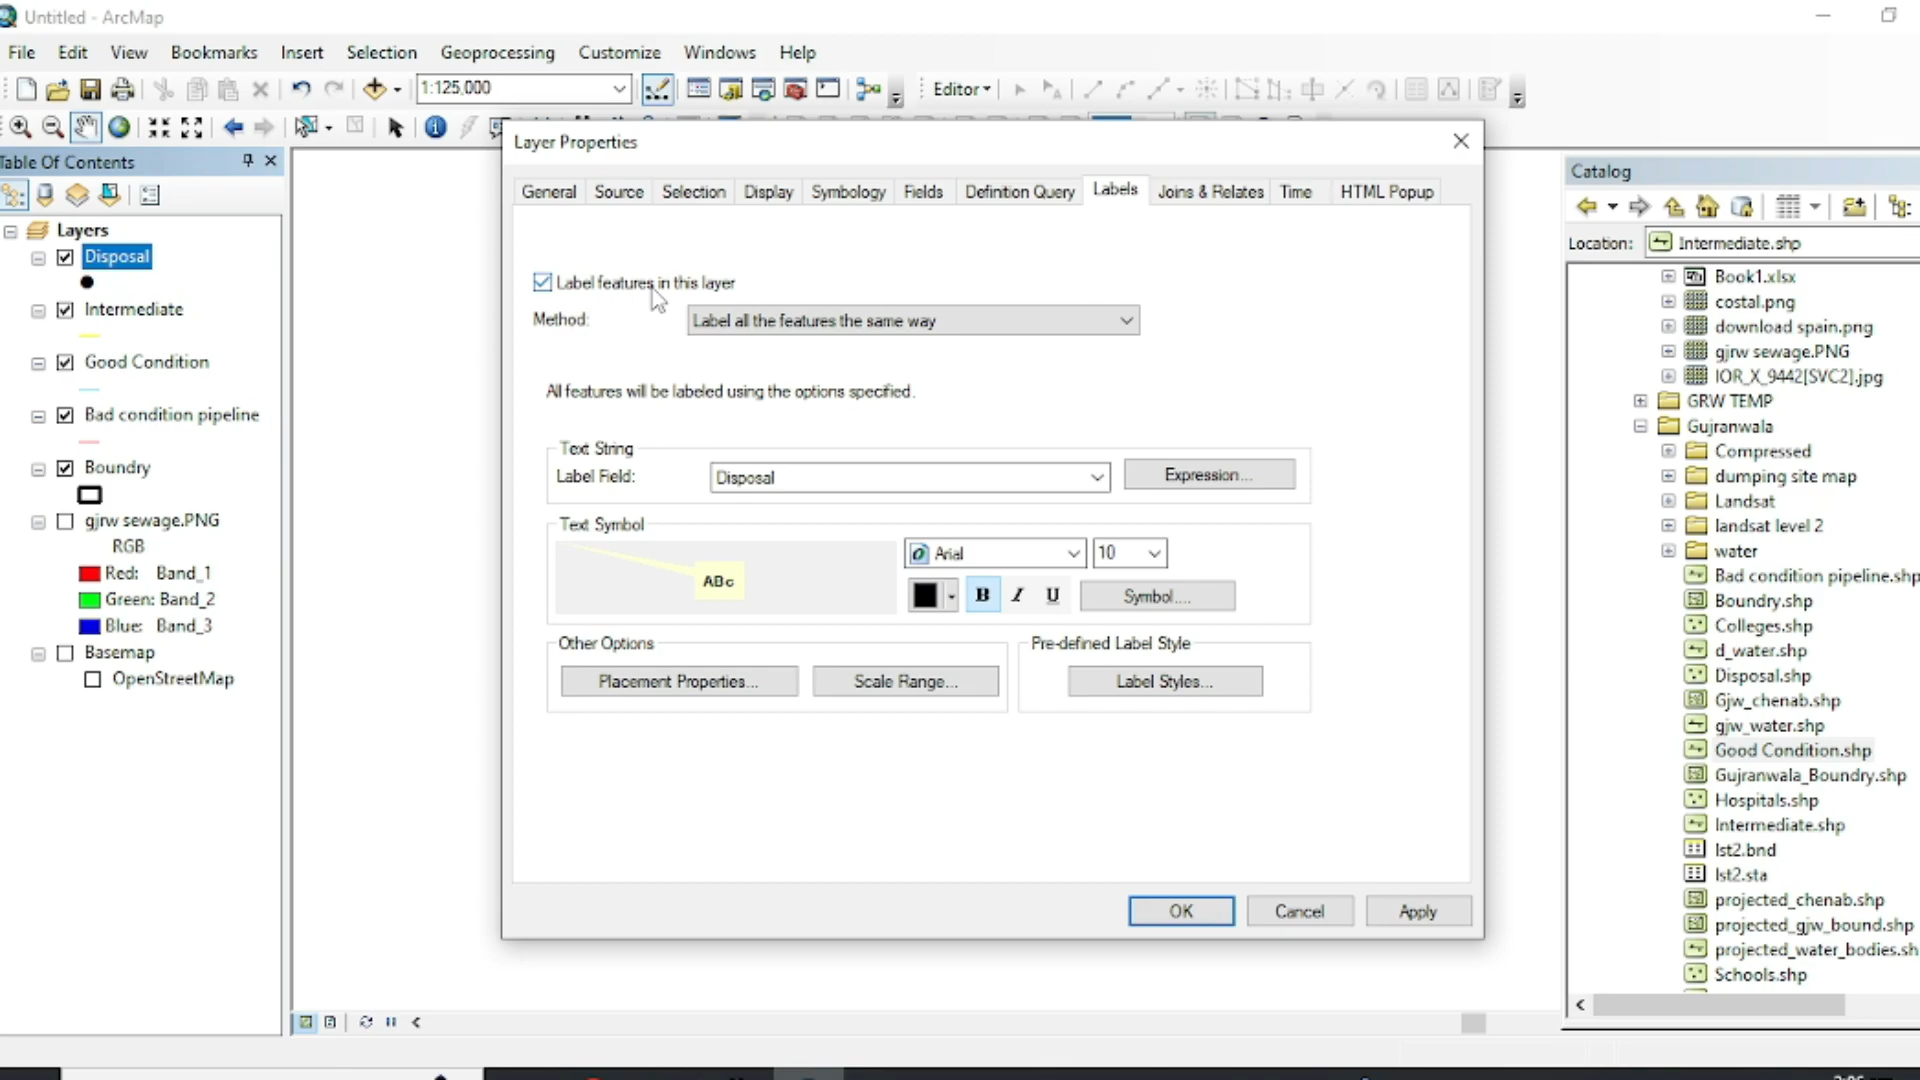 Untitled - ArcMap
File Edit View Bookmarks Insert Selection Geoprocessing Customize Windows Help
1:125,000
Editor
Table Of Contents
Layers
Disposal
Intermediate
Good Condition
Bad condition pipeline
Boundry
gjrw sewage.PNG
RGB
Red: Band_1
Green: Band_2
Blue: Band_3
Basemap
OpenStreetMap
Layer Properties
General Source Selection Display Symbology Fields Definition Query Labels Joins & Relates Time HTML Popup
Label features in this layer
Method: Label all the features the same way
All features will be labeled using the options specified.
Text String
Label Field: Disposal Expression...
Text Symbol
ABc
Arial 10
B I U Symbol....
Other Options
Placement Properties... Scale Range...
Pre-defined Label Style
Label Styles...
OK Cancel Apply
Catalog
Location: Intermediate.shp
Book1.xlsx
costal.png
download spain.png
gjrw sewage.PNG
IOR_X_9442[SVC2].jpg
GRW TEMP
Gujranwala
Compressed
dumping site map
Landsat
landsat level 2
water
Bad condition pipeline.shp
Boundry.shp
Colleges.shp
d_water.shp
Disposal.shp
Gjw_chenab.shp
gjw_water.shp
Good Condition.shp
Gujranwala_Boundry.shp
Hospitals.shp
Intermediate.shp
lst2.bnd
lst2.sta
projected_chenab.shp
projected_gjw_bound.shp
projected_water_bodies.sh
Schools.shp